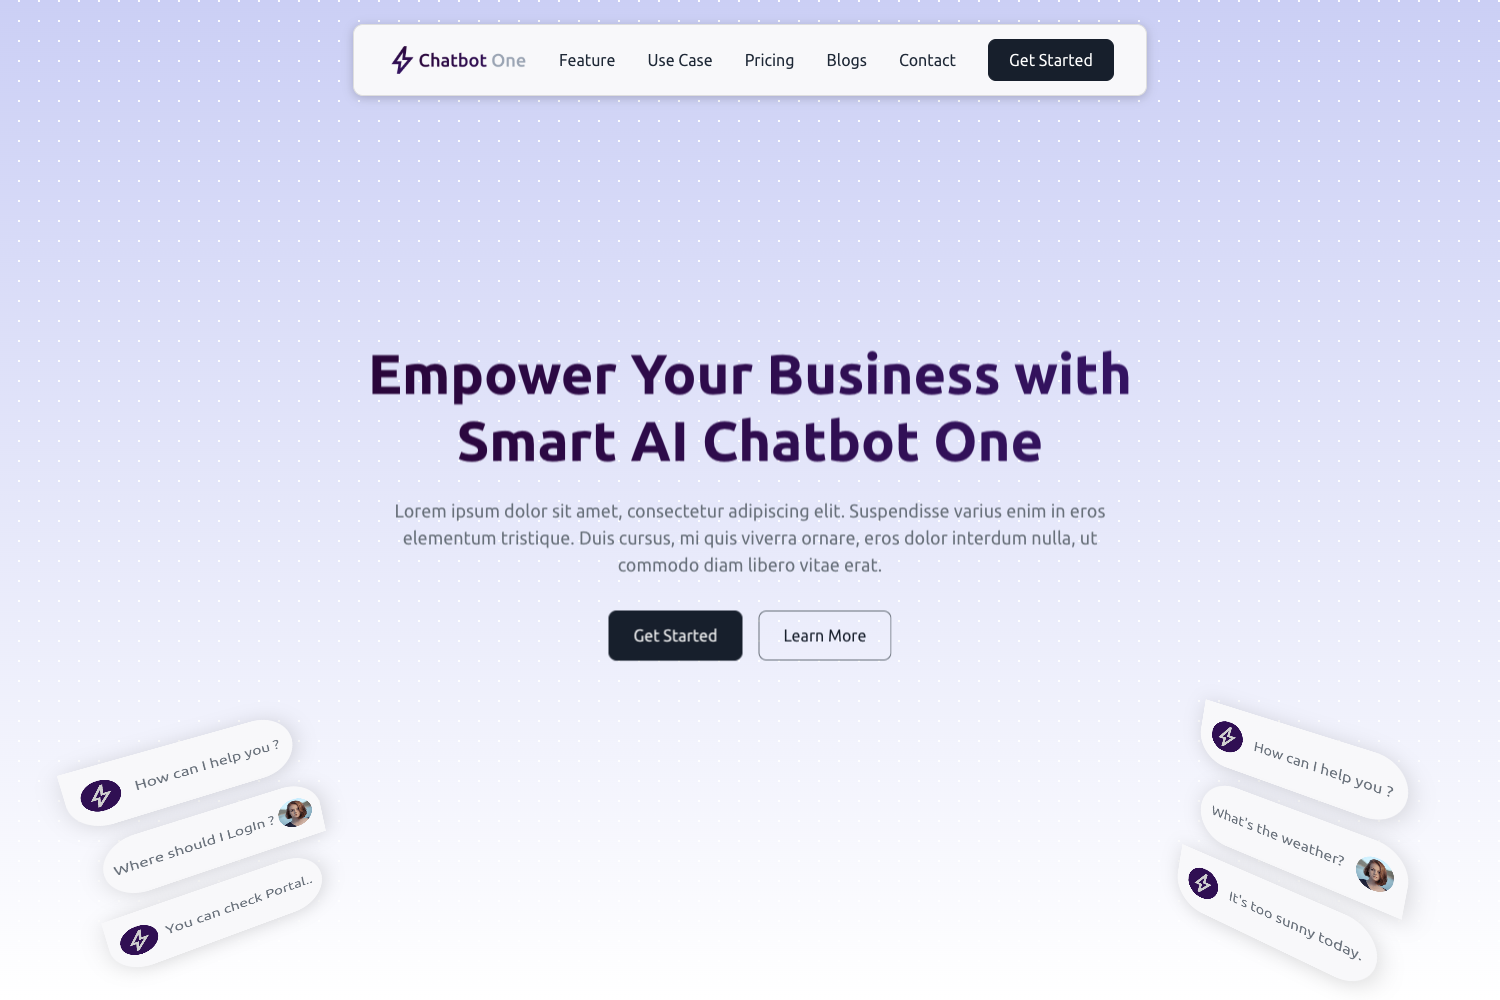 Chatbot One
Feature
Use Case
Pricing
Blogs
Contact
Get Started
Empower Your Business with
Smart AI Chatbot One
Lorem ipsum dolor sit amet, consectetur adipiscing elit. Suspendisse varius enim in eros
elementum tristique. Duis cursus, mi quis viverra ornare, eros dolor interdum nulla, ut
commodo diam libero vitae erat.
Get Started
Learn More
How can I help you ?
Where should I LogIn ?
You can check Portal..
How can I help you ?
What's the weather?
It's too sunny today.